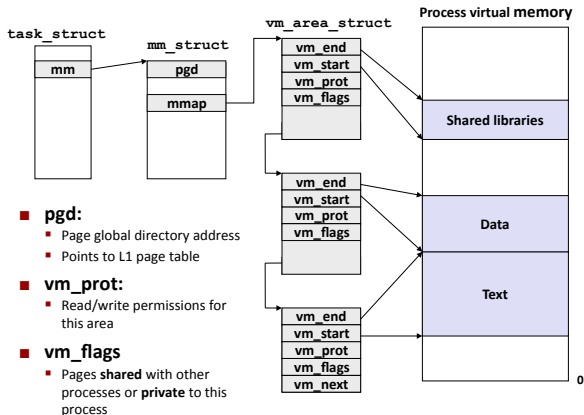 task_struct
mm
mm_struct
pgd
mmap
vm_area_struct
vm_end
vm_start
vm_prot
vm_flags
vm_end
vm_start
vm_prot
vm_flags
vm_end
vm_start
vm_prot
vm_flags
vm_next
Process virtual memory
Shared libraries
Data
Text
0
■ pgd:
▪ Page global directory address
▪ Points to L1 page table
■ vm_prot:
▪ Read/write permissions for
this area
■ vm_flags
▪ Pages shared with other
processes or private to this
process